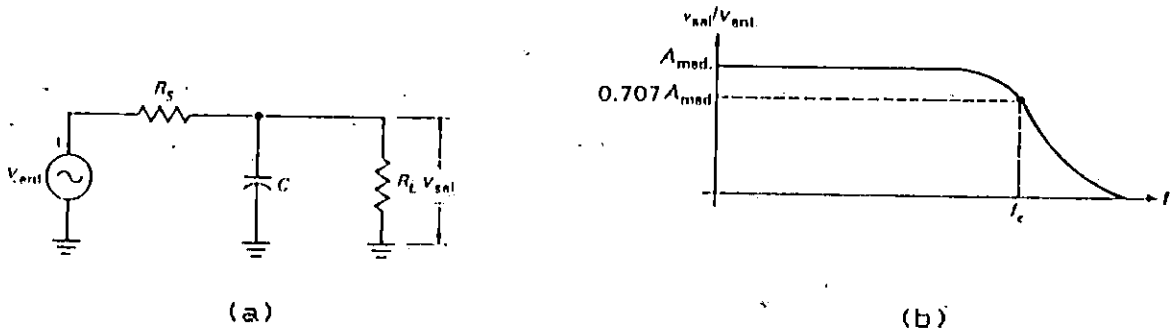 R_S
V_ent
C
R_L V_sal
(a)
v_sal/v_ent.
A_med.
0.707 A_med
f_c
f
(b)